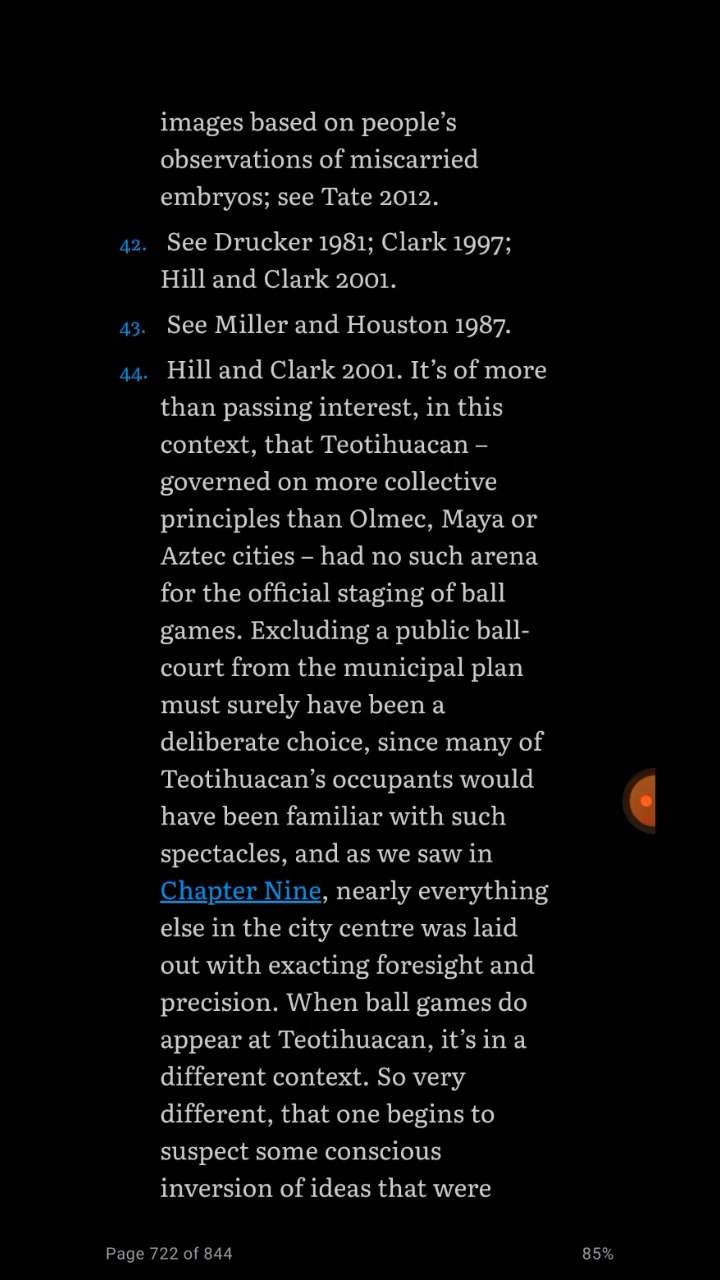 images based on people’s
observations of miscarried
embryos; see Tate 2012.
42. See Drucker 1981; Clark 1997;
Hill and Clark 2001.
43. See Miller and Houston 1987.
44. Hill and Clark 2001. It’s of more
than passing interest, in this
context, that Teotihuacan –
governed on more collective
principles than Olmec, Maya or
Aztec cities – had no such arena
for the official staging of ball
games. Excluding a public ball-
court from the municipal plan
must surely have been a
deliberate choice, since many of
Teotihuacan’s occupants would
have been familiar with such
spectacles, and as we saw in
Chapter Nine, nearly everything
else in the city centre was laid
out with exacting foresight and
precision. When ball games do
appear at Teotihuacan, it’s in a
different context. So very
different, that one begins to
suspect some conscious
inversion of ideas that were
Page 722 of 844 85%